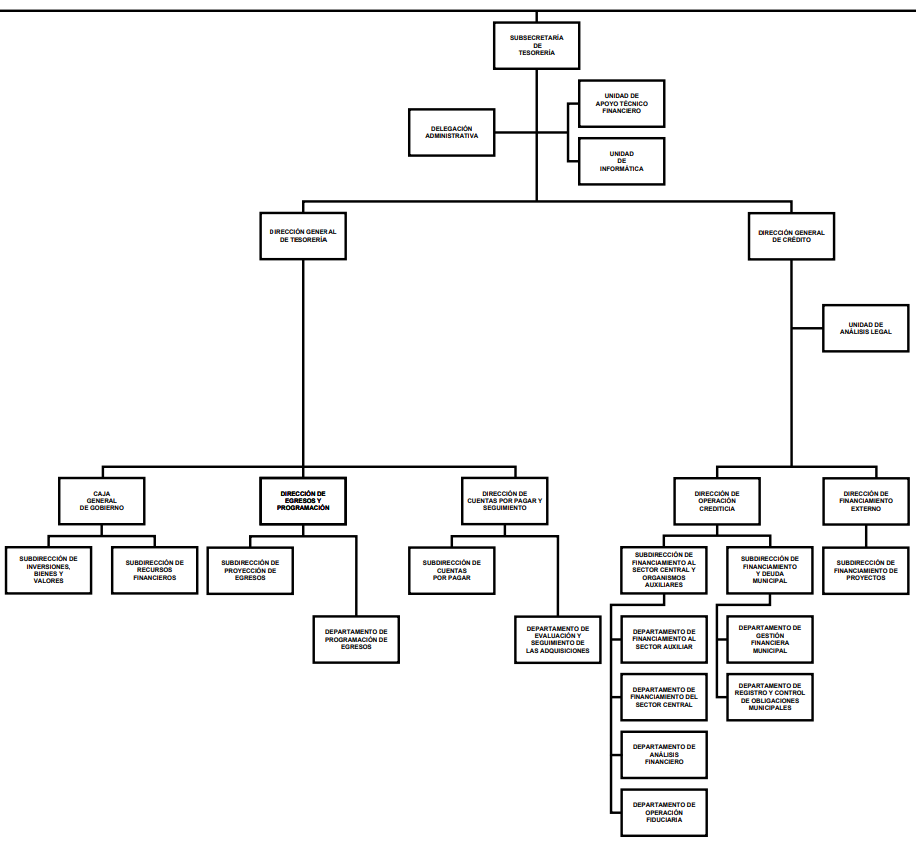 SUBSECRETARÍA
DE
TESORERÍA
UNIDAD DE
APOYO TÉCNICO
FINANCIERO
DELEGACIÓN
ADMINISTRATIVA
UNIDAD
DE
INFORMÁTICA
DIRECCIÓN GENERAL
DE TESORERÍA
DIRECCIÓN GENERAL
DE CRÉDITO
UNIDAD DE
ANÁLISIS LEGAL
CAJA
GENERAL
DE GOBIERNO
DIRECCIÓN DE
EGRESOS Y
PROGRAMACIÓN
DIRECCIÓN DE
CUENTAS POR PAGAR Y
SEGUIMIENTO
DIRECCIÓN DE
OPERACIÓN
CREDITICIA
DIRECCIÓN DE
FINANCIAMIENTO
EXTERNO
SUBDIRECCIÓN DE
INVERSIONES,
BIENES Y
VALORES
SUBDIRECCIÓN DE
RECURSOS
FINANCIEROS
SUBDIRECCIÓN DE
PROYECCIÓN DE
EGRESOS
SUBDIRECCIÓN DE
CUENTAS
POR PAGAR
SUBDIRECCIÓN DE
FINANCIAMIENTO AL
SECTOR CENTRAL Y
ORGANISMOS
AUXILIARES
SUBDIRECCIÓN DE
FINANCIAMIENTO
Y DEUDA
MUNICIPAL
SUBDIRECCIÓN DE
FINANCIAMIENTO DE
PROYECTOS
DEPARTAMENTO DE
PROGRAMACIÓN DE
EGRESOS
DEPARTAMENTO DE
EVALUACIÓN Y
SEGUIMIENTO DE
LAS ADQUISICIONES
DEPARTAMENTO DE
FINANCIAMIENTO AL
SECTOR AUXILIAR
DEPARTAMENTO DE
GESTIÓN
FINANCIERA
MUNICIPAL
DEPARTAMENTO DE
FINANCIAMIENTO DEL
SECTOR CENTRAL
DEPARTAMENTO DE
REGISTRO Y CONTROL
DE OBLIGACIONES
MUNICIPALES
DEPARTAMENTO DE
ANÁLISIS
FINANCIERO
DEPARTAMENTO DE
OPERACIÓN
FIDUCIARIA